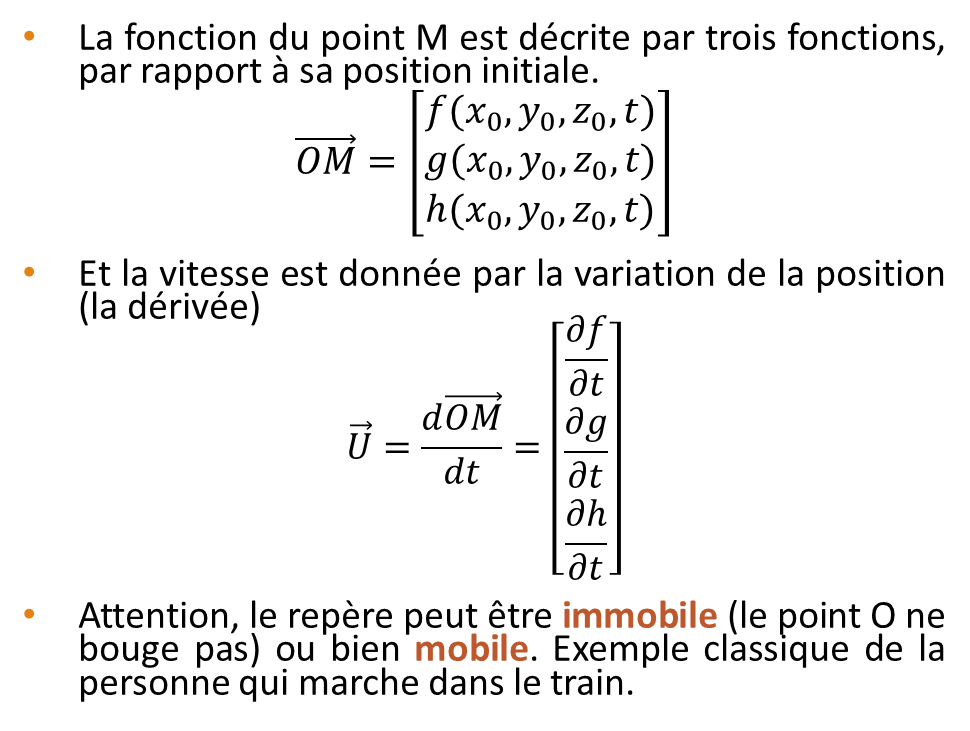 • La fonction du point M est décrite par trois fonctions,
par rapport à sa position initiale.
$\overrightarrow{OM} = \begin{bmatrix} f(x_0, y_0, z_0, t) \\ g(x_0, y_0, z_0, t) \\ h(x_0, y_0, z_0, t) \end{bmatrix}$
• Et la vitesse est donnée par la variation de la position
(la dérivée)
$\vec{U} = \frac{d\overrightarrow{OM}}{dt} = \begin{bmatrix} \frac{\partial f}{\partial t} \\ \frac{\partial g}{\partial t} \\ \frac{\partial h}{\partial t} \end{bmatrix}$
• Attention, le repère peut être immobile (le point O ne
bouge pas) ou bien mobile. Exemple classique de la
personne qui marche dans le train.